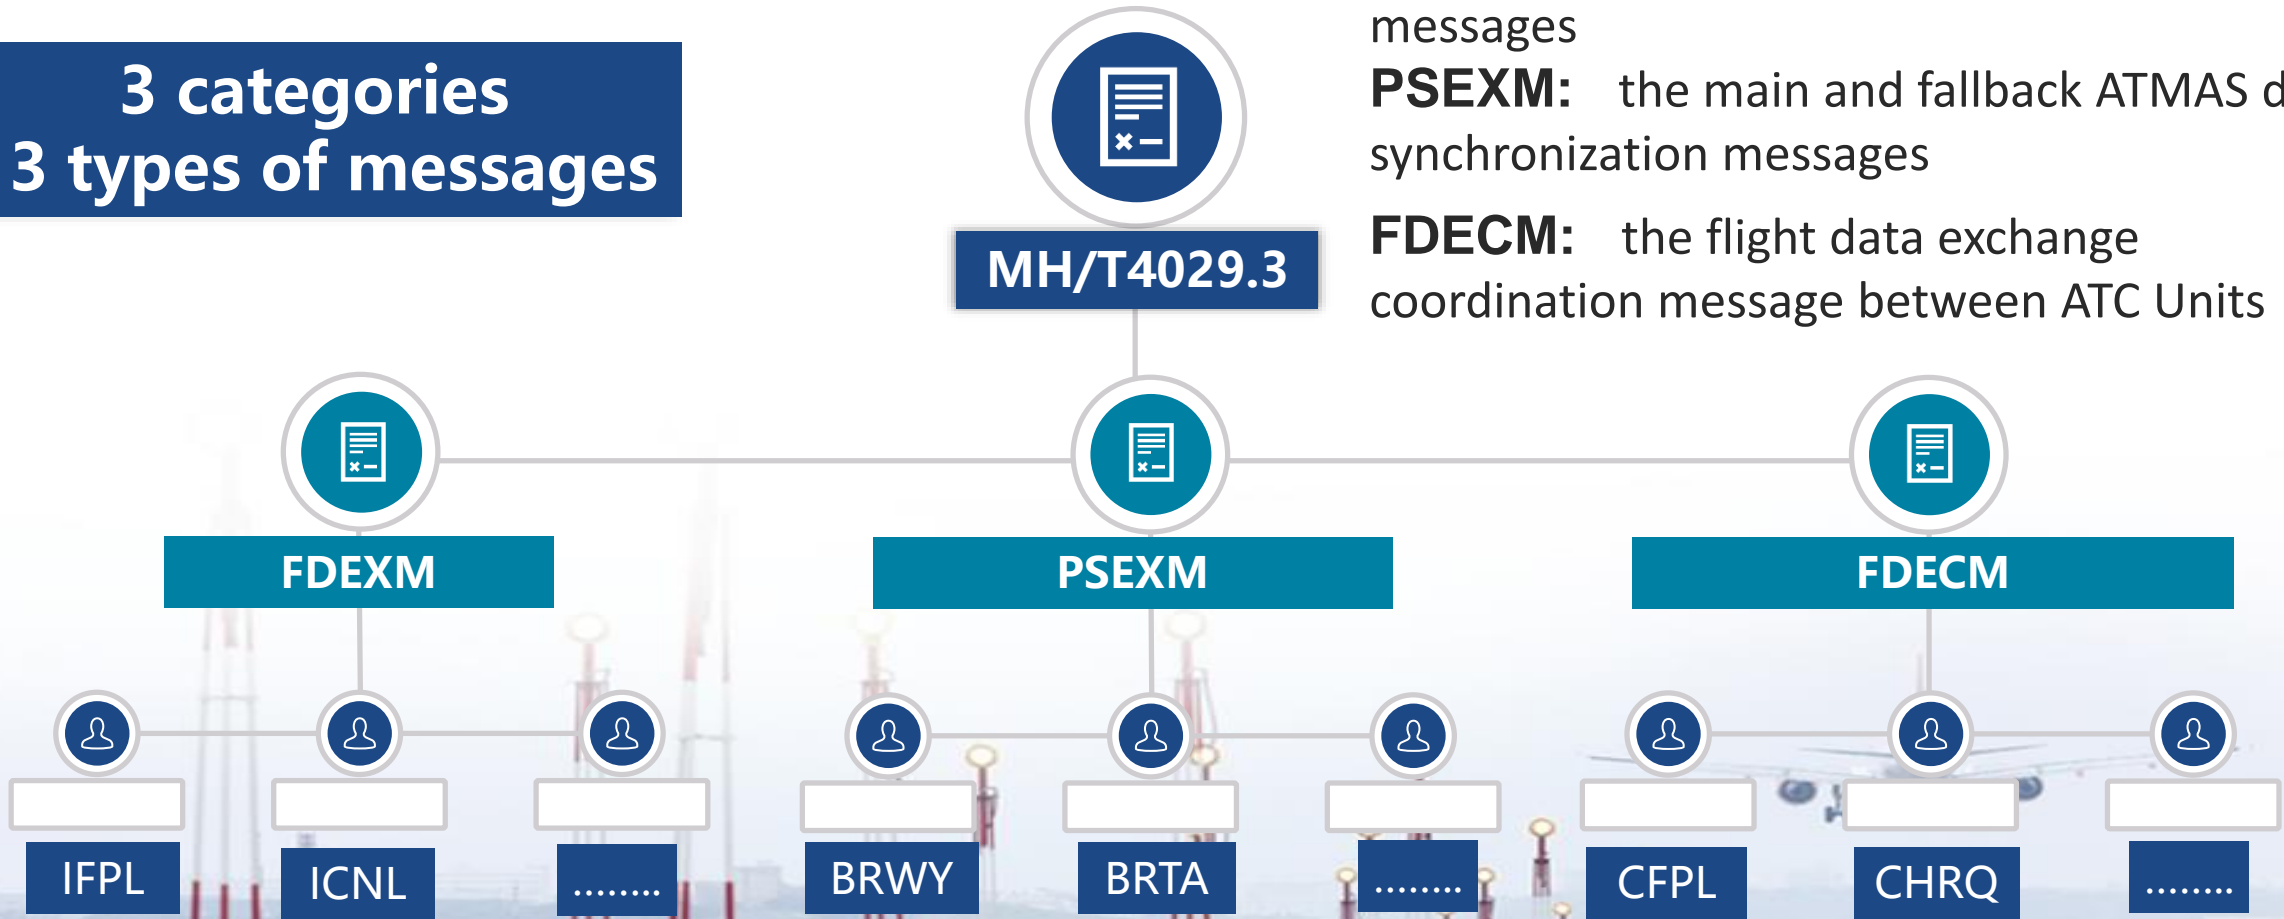 3 categories
3 types of messages
MH/T4029.3
messages
PSEXM: the main and fallback ATMAS
synchronization messages
FDECM: the flight data exchange
coordination message between ATC Units
FDEXM
PSEXM
FDECM
IFPL
ICNL
........
BRWY
BRTA
........
CFPL
CHRQ
........